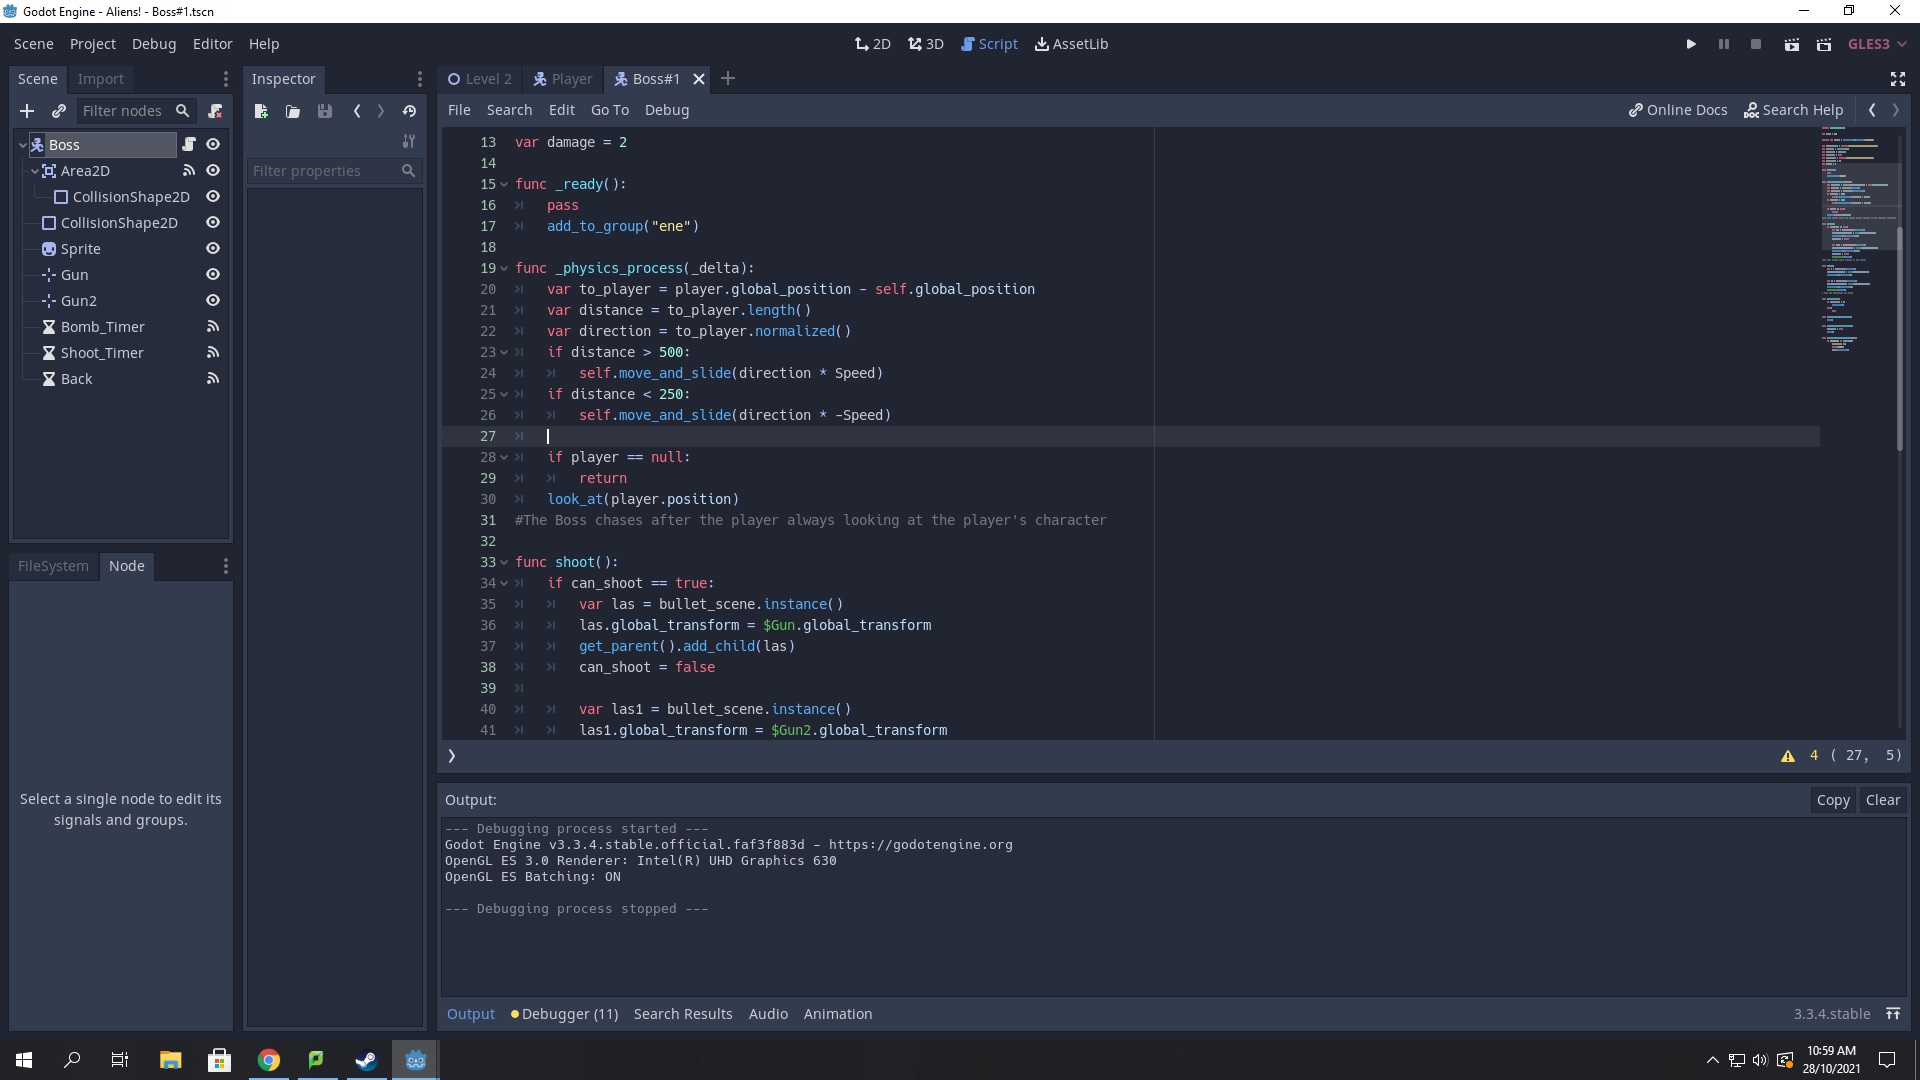 Godot Engine - Aliens! - Boss#1.tscn
Scene Project Debug Editor Help
2D 3D Script AssetLib
GLES3
Scene Import
Filter nodes
Boss
Area2D
CollisionShape2D
CollisionShape2D
Sprite
Gun
Gun2
Bomb_Timer
Shoot_Timer
Back
FileSystem Node
Select a single node to edit its
signals and groups.
Inspector
Filter properties
Level 2 Player Boss#1
File Search Edit Go To Debug
Online Docs Search Help
13 var damage = 2
14
15 func _ready():
16 pass
17 add_to_group("ene")
18
19 func _physics_process(_delta):
20 var to_player = player.global_position - self.global_position
21 var distance = to_player.length()
22 var direction = to_player.normalized()
23 if distance > 500:
24 self.move_and_slide(direction * Speed)
25 if distance < 250:
26 self.move_and_slide(direction * -Speed)
27
28 if player == null:
29 return
30 look_at(player.position)
31 #The Boss chases after the player always looking at the player's character
32
33 func shoot():
34 if can_shoot == true:
35 var las = bullet_scene.instance()
36 las.global_transform = $Gun.global_transform
37 get_parent().add_child(las)
38 can_shoot = false
39
40 var las1 = bullet_scene.instance()
41 las1.global_transform = $Gun2.global_transform
4 ( 27, 5)
Output:
Copy Clear
--- Debugging process started ---
Godot Engine v3.3.4.stable.official.faf3f883d - https://godotengine.org
OpenGL ES 3.0 Renderer: Intel(R) UHD Graphics 630
OpenGL ES Batching: ON
--- Debugging process stopped ---
Output Debugger (11) Search Results Audio Animation
3.3.4.stable
10:59 AM
28/10/2021